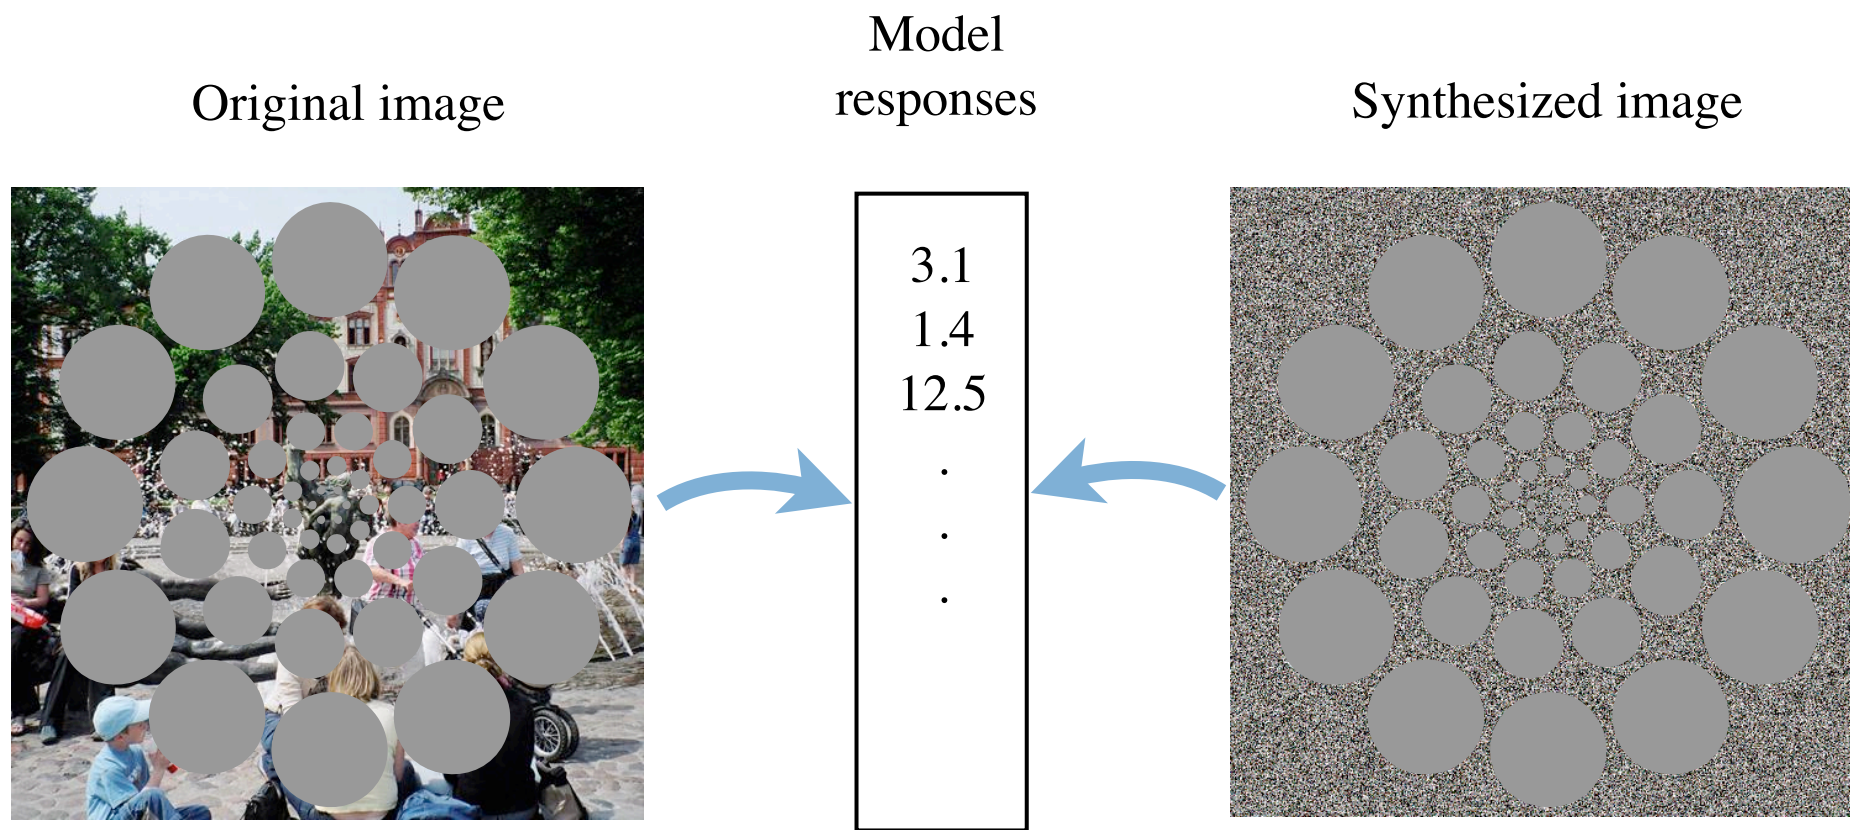 Model
responses
Original image
Synthesized image
3.1
1.4
12.5
.
.
.